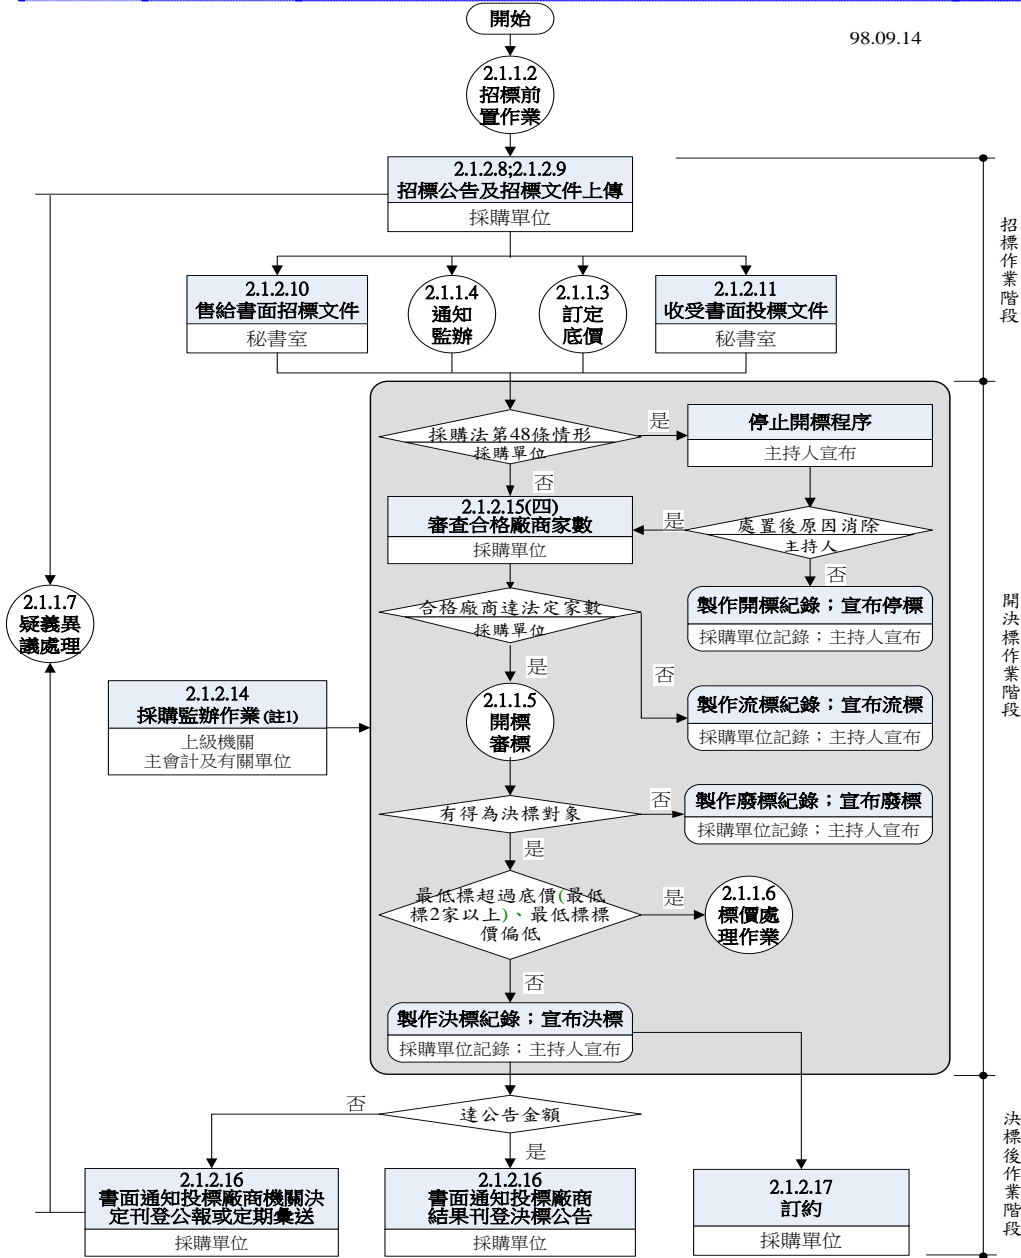 開始
98.09.14
2.1.1.2
招標前
置作業
2.1.2.8;2.1.2.9
招標公告及招標文件上傳
採購單位
招標作業階段
2.1.2.10
售給書面招標文件
秘書室
2.1.1.4
通知
監辦
2.1.1.3
訂定
底價
2.1.2.11
收受書面投標文件
秘書室
採購法第48條情形
採購單位
是
停止開標程序
主持人宣布
否
2.1.2.15(四)
審查合格廠商家數
採購單位
是
處置後原因消除
主持人
否
製作開標紀錄；宣布停標
採購單位記錄；主持人宣布
開決標作業階段
2.1.1.7
疑義異
議處理
合格廠商達法定家數
採購單位
是
否
製作流標紀錄；宣布流標
採購單位記錄；主持人宣布
2.1.1.5
開標
審標
2.1.2.14
採購監辦作業(註1)
上級機關
主會計及有關單位
有得為決標對象
否
製作廢標紀錄；宣布廢標
採購單位記錄；主持人宣布
是
最低標超過底價(最低
標2家以上)、最低標標
價偏低
是
2.1.1.6
標價處
理作業
否
製作決標紀錄；宣布決標
採購單位記錄；主持人宣布
達公告金額
否
是
決標後作業階段
2.1.2.16
書面通知投標廠商機關決
定刊登公報或定期彙送
採購單位
2.1.2.16
書面通知投標廠商
結果刊登決標公告
採購單位
2.1.2.17
訂約
採購單位